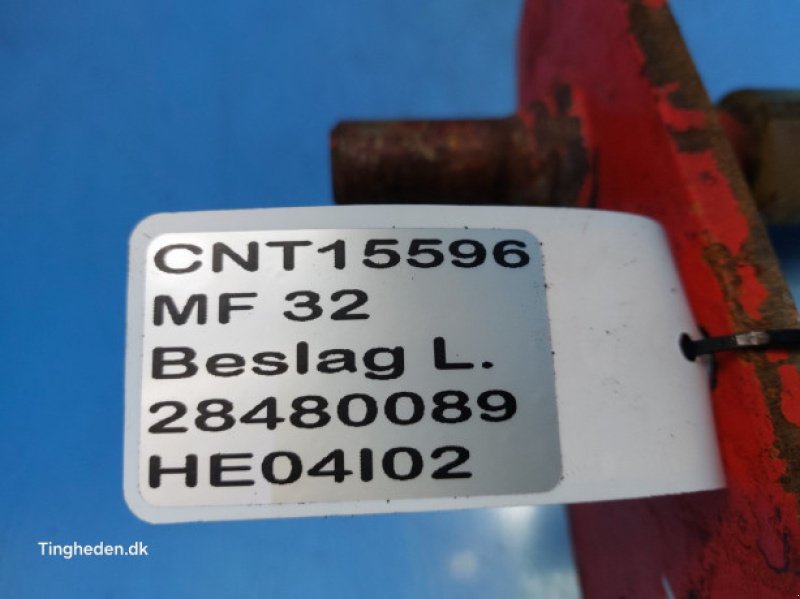 CNT15596
MF 32
Beslag L.
28480089
HE04I02
Tingheden.dk